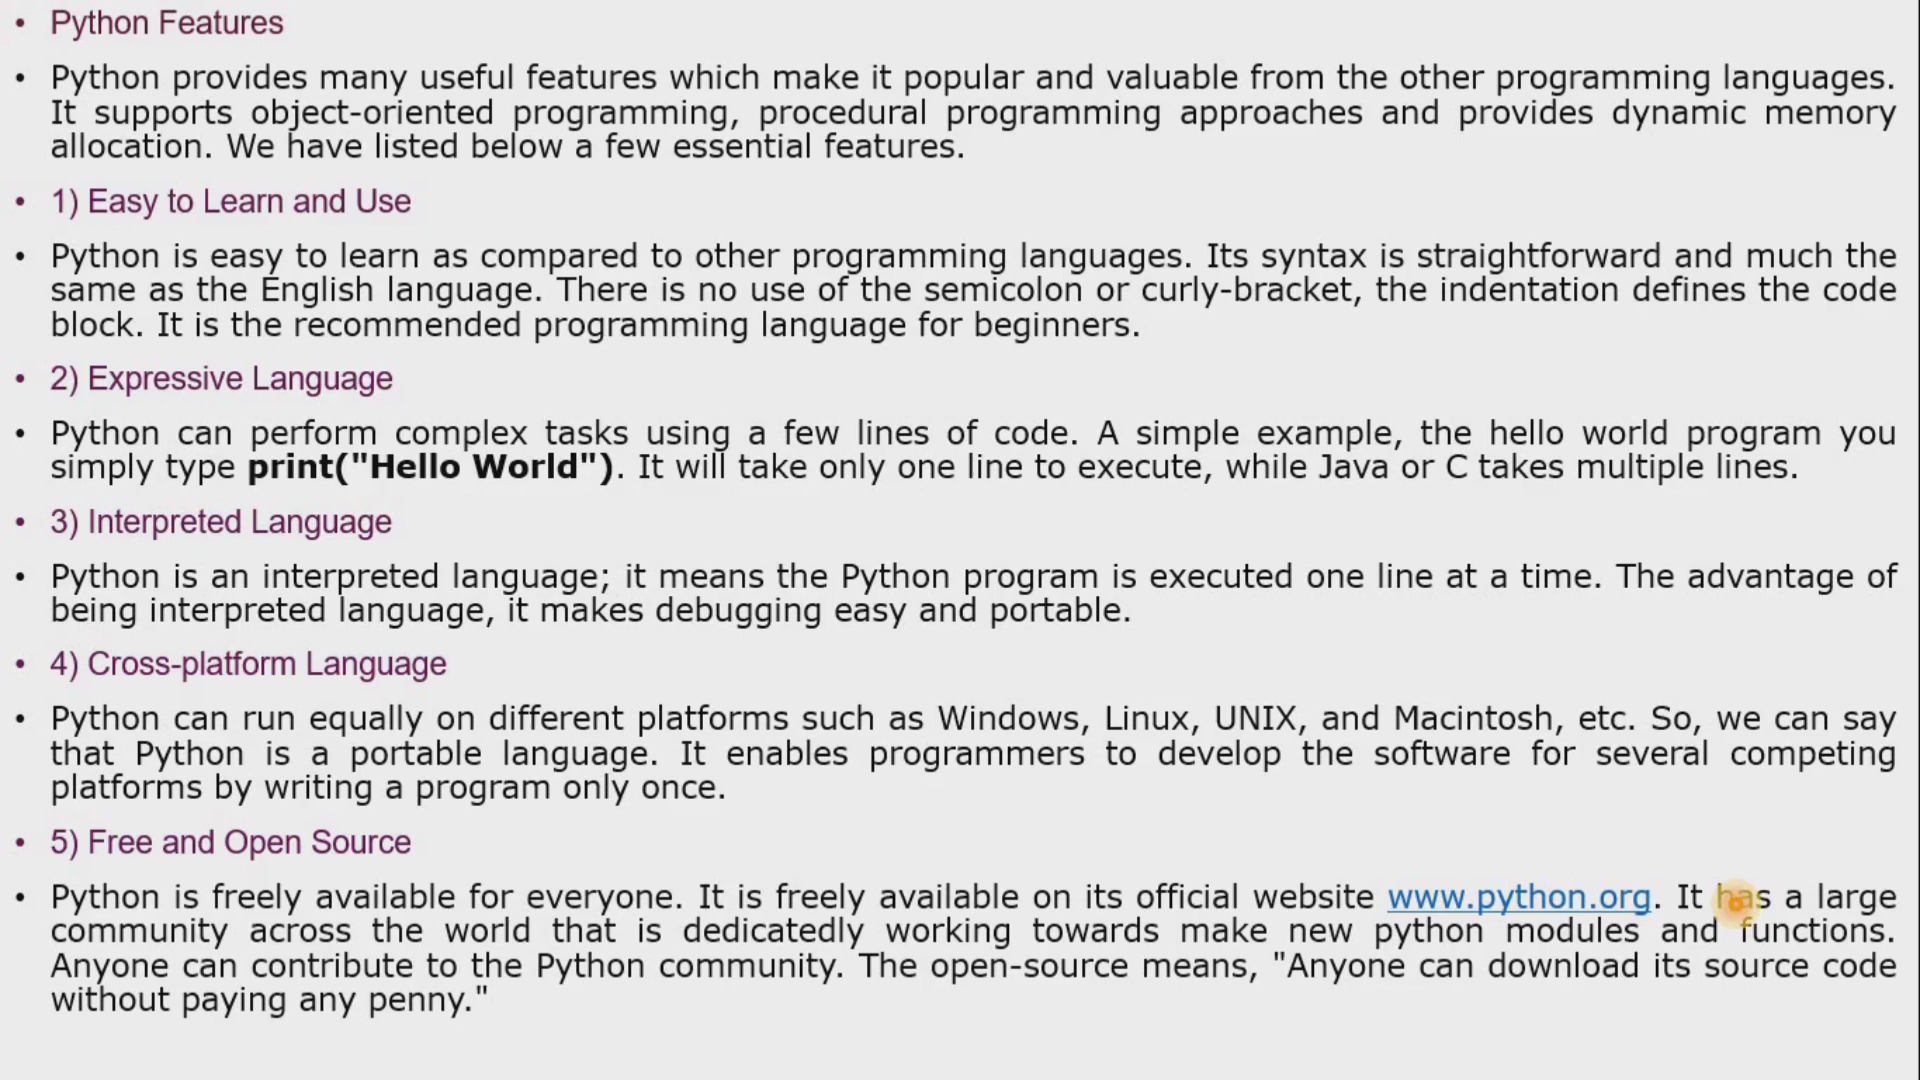 • Python Features
• Python provides many useful features which make it popular and valuable from the other programming languages.
It supports object-oriented programming, procedural programming approaches and provides dynamic memory
allocation. We have listed below a few essential features.
• 1) Easy to Learn and Use
• Python is easy to learn as compared to other programming languages. Its syntax is straightforward and much the
same as the English language. There is no use of the semicolon or curly-bracket, the indentation defines the code
block. It is the recommended programming language for beginners.
• 2) Expressive Language
• Python can perform complex tasks using a few lines of code. A simple example, the hello world program you
simply type print("Hello World"). It will take only one line to execute, while Java or C takes multiple lines.
• 3) Interpreted Language
• Python is an interpreted language; it means the Python program is executed one line at a time. The advantage of
being interpreted language, it makes debugging easy and portable.
• 4) Cross-platform Language
• Python can run equally on different platforms such as Windows, Linux, UNIX, and Macintosh, etc. So, we can say
that Python is a portable language. It enables programmers to develop the software for several competing
platforms by writing a program only once.
• 5) Free and Open Source
• Python is freely available for everyone. It is freely available on its official website www.python.org. It has a large
community across the world that is dedicatedly working towards make new python modules and functions.
Anyone can contribute to the Python community. The open-source means, "Anyone can download its source code
without paying any penny."